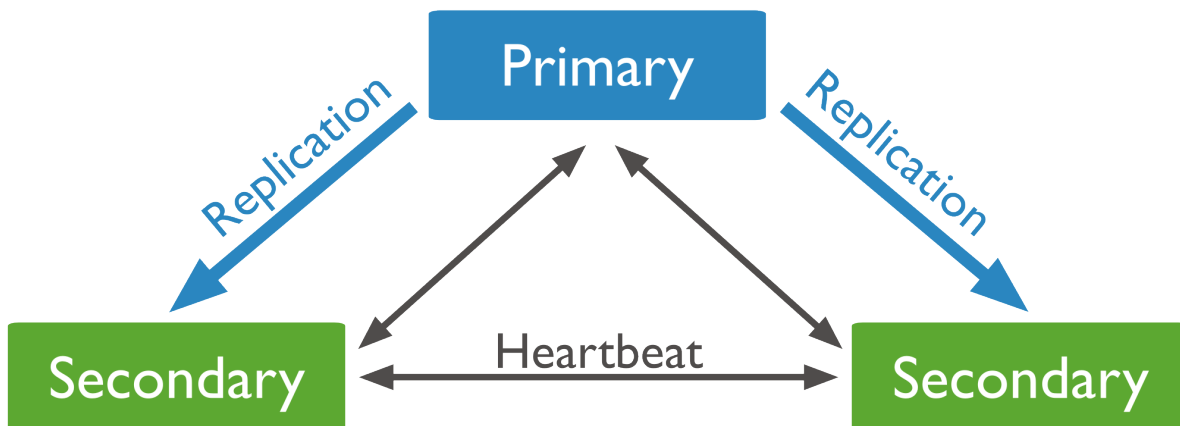 Primary
Replication
Replication
Heartbeat
Secondary
Secondary